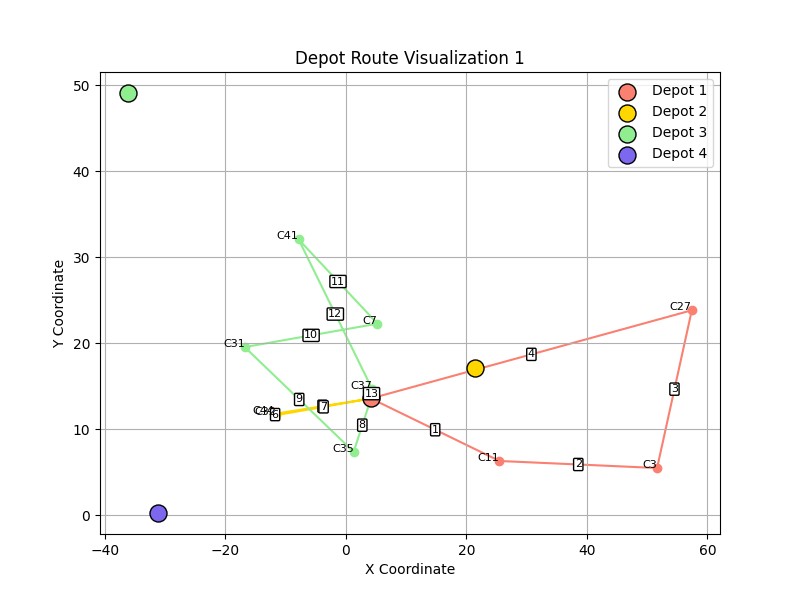 Depot Route Visualization 1
Y Coordinate
50
40
30
20
10
0
−40
−20
0
20
40
60
X Coordinate
Depot 1
Depot 2
Depot 3
Depot 4
C41
11
12
C7
C27
C31
10
4
C37
13
3
9
7
6
8
1
C35
C11
2
C3